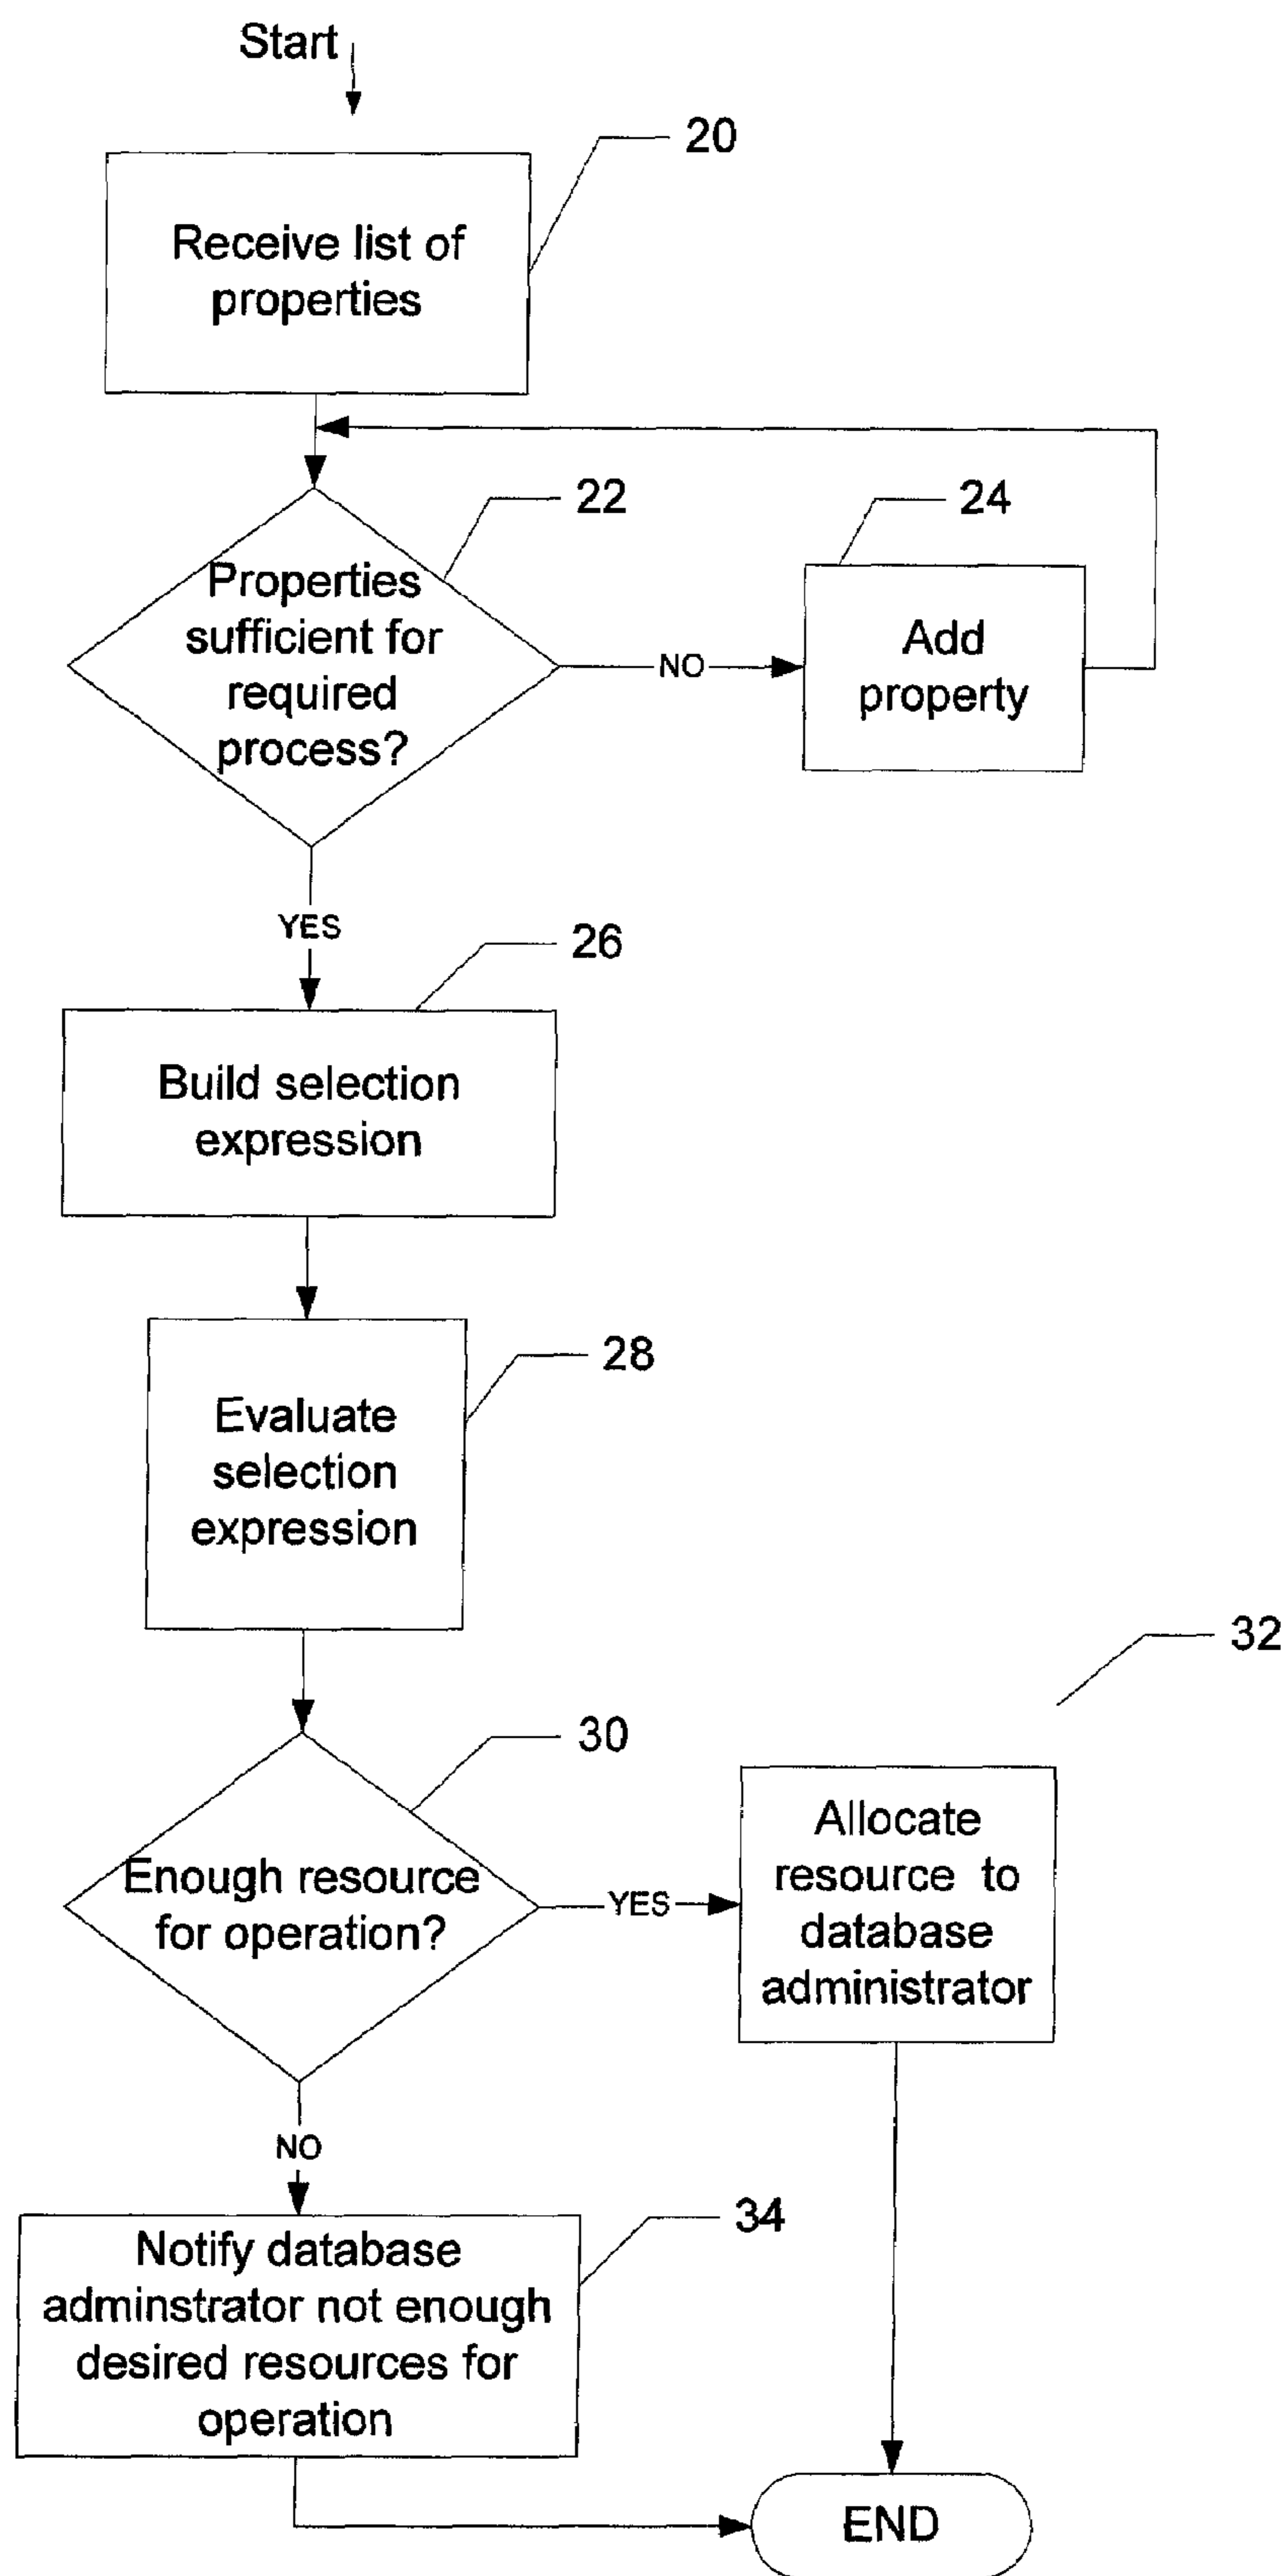 Start
20
Receive list of
properties
22
24
Properties
sufficient for
required
process?
NO
Add
property
YES
26
Build selection
expression
28
Evaluate
selection
expression
32
30
Enough resource
for operation?
YES
Allocate
resource to
database
administrator
NO
34
Notify database
adminstrator not enough
desired resources for
operation
END